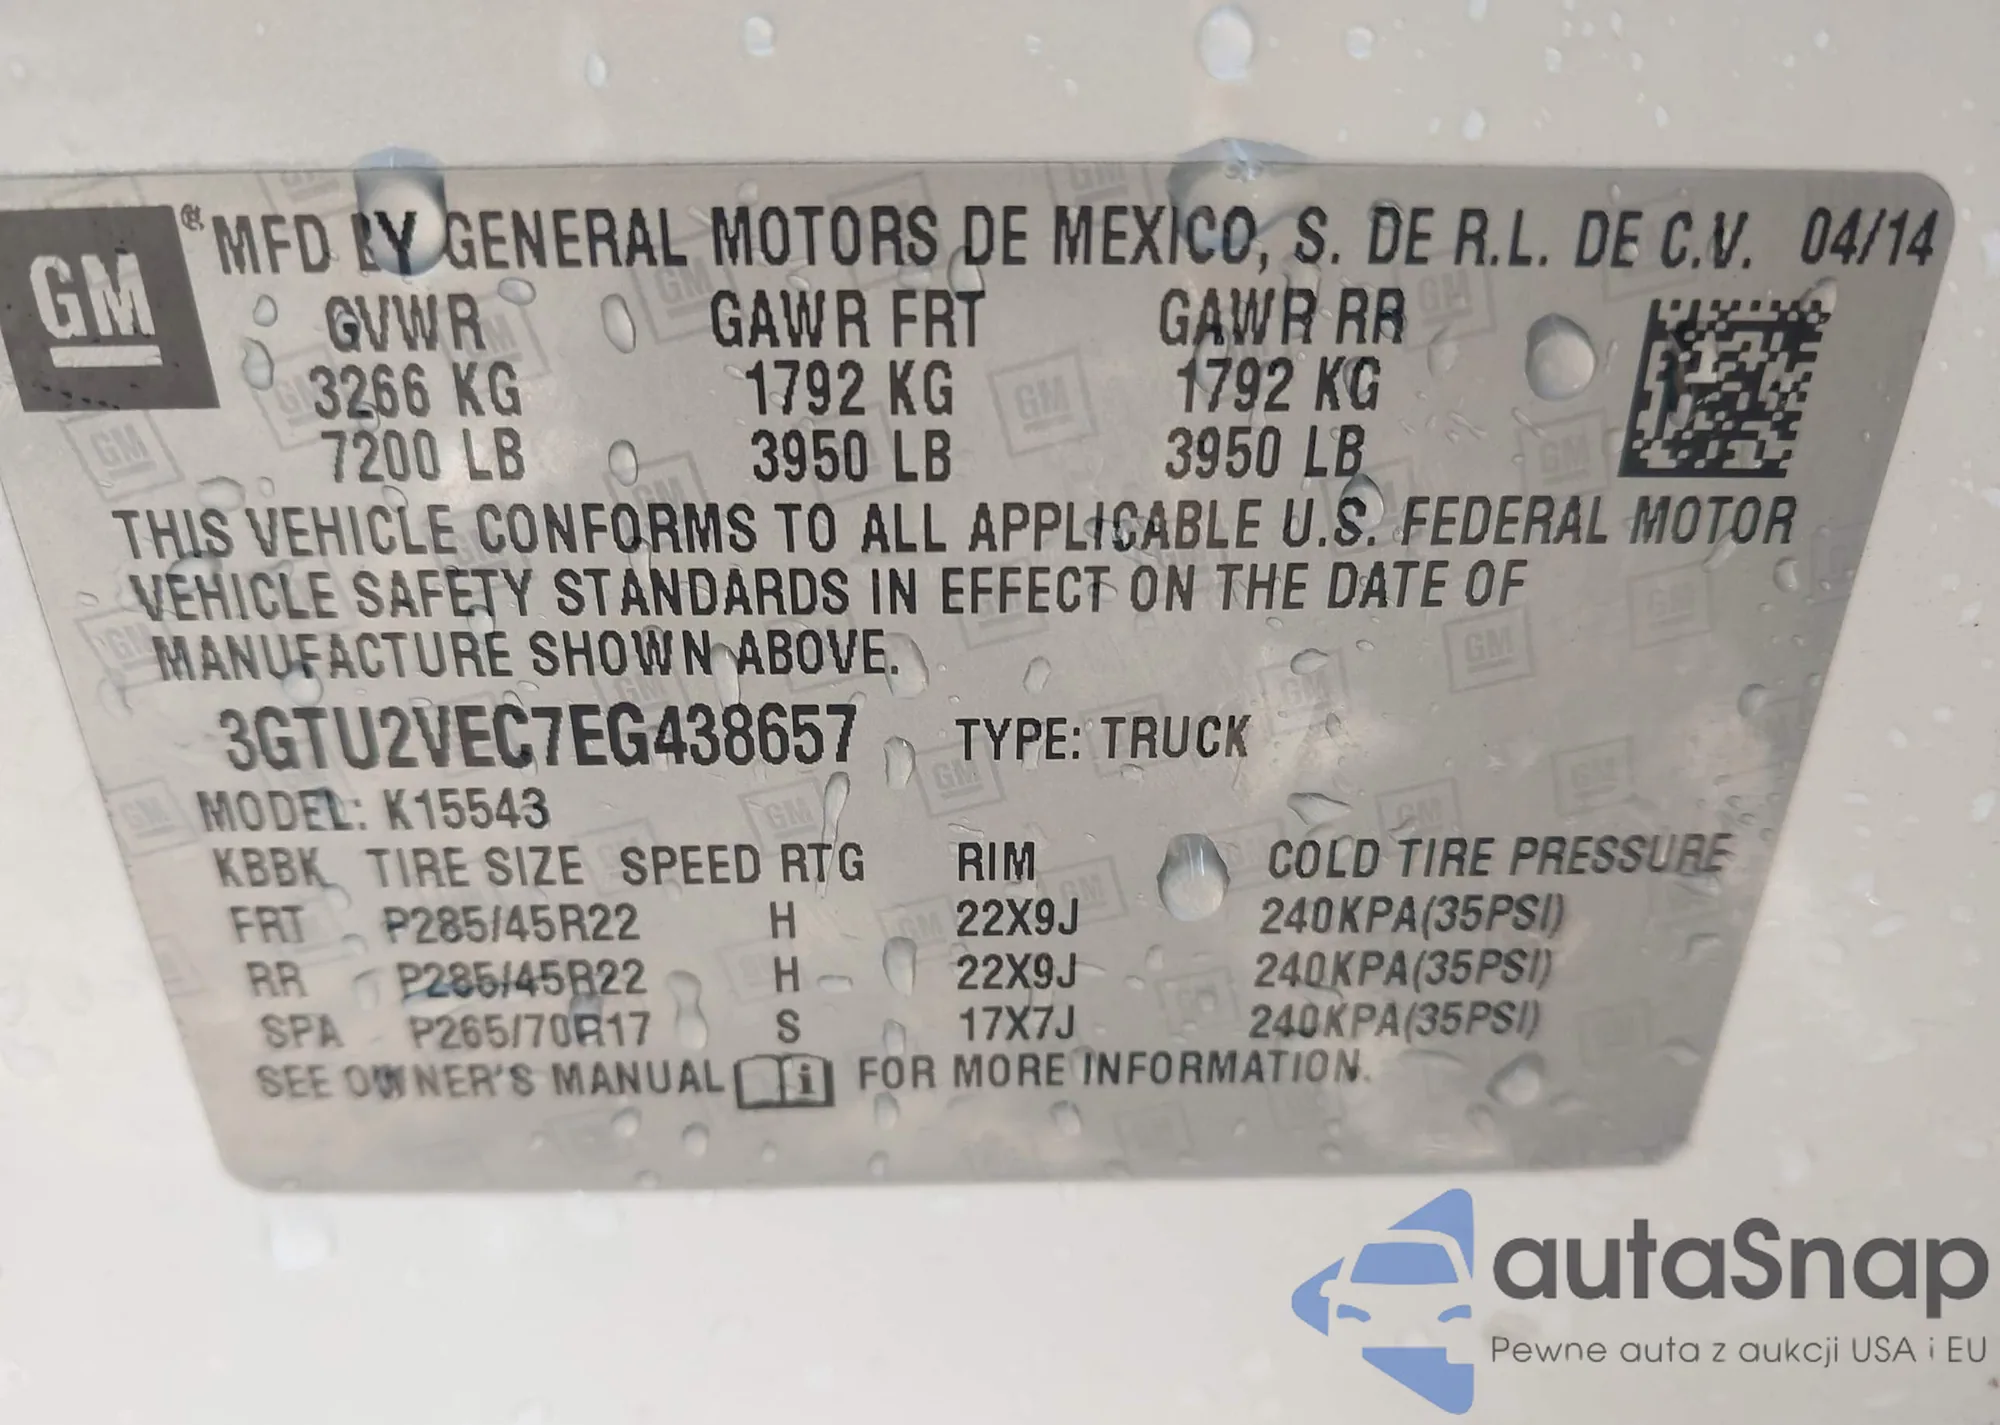 GM
® MFD BY GENERAL MOTORS DE MEXICO, S. DE R.L. DE C.V. 04/14
GVWR GAWR FRT GAWR RR
3266 KG 1792 KG 1792 KG
7200 LB 3950 LB 3950 LB
THIS VEHICLE CONFORMS TO ALL APPLICABLE U.S. FEDERAL MOTOR
VEHICLE SAFETY STANDARDS IN EFFECT ON THE DATE OF
MANUFACTURE SHOWN ABOVE.
3GTU2VEC7EG438657 TYPE: TRUCK
MODEL: K15543
KBBK TIRE SIZE SPEED RTG RIM COLD TIRE PRESSURE
FRT P285/45R22 H 22X9J 240KPA(35PSI)
RR P285/45R22 H 22X9J 240KPA(35PSI)
SPA P265/70R17 S 17X7J 240KPA(35PSI)
SEE OWNER'S MANUAL i FOR MORE INFORMATION.
autaSnap
Pewne auta z aukcji USA i EU